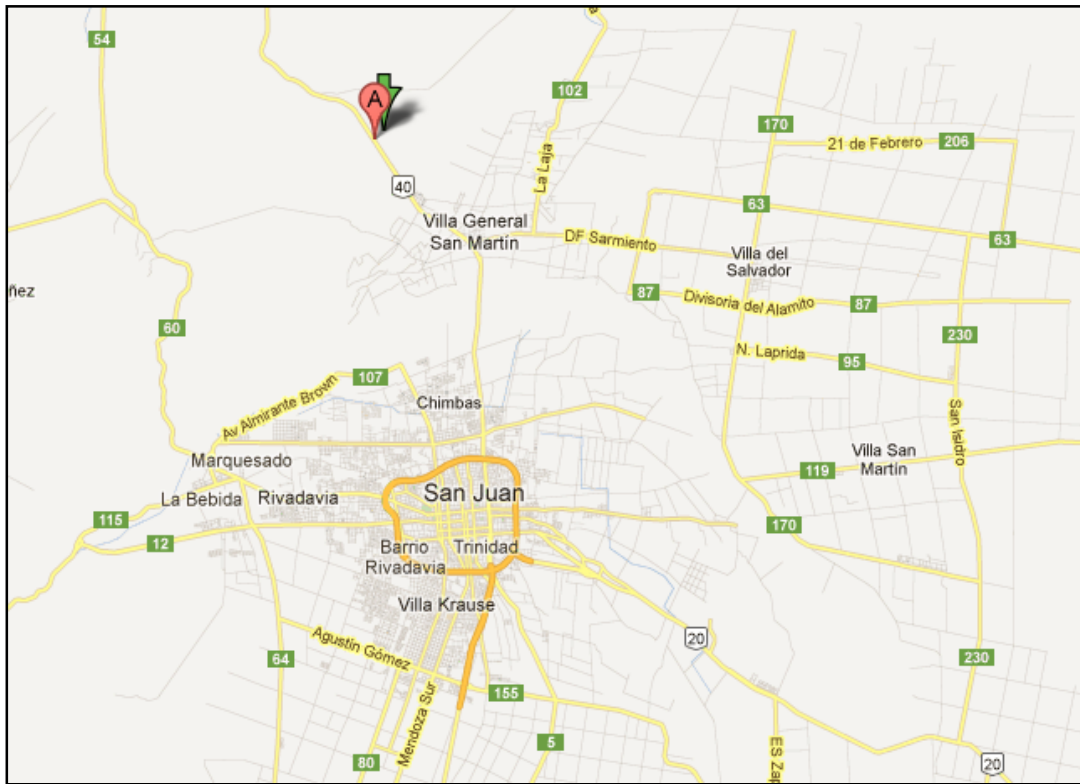 54
A
102
170
21 de Febrero
206
La Laja
40
63
Villa General
San Martín
DF Sarmiento
63
Villa del
Salvador
ñez
87
Divisoria del Alamito
87
60
230
N. Laprida
95
107
Av Almirante Brown
Chimbas
San Isidro
Marquesado
Villa San
Martín
119
La Bebida
Rivadavia
San Juan
115
170
12
Barrio
Rivadavia
Trinidad
Villa Krause
20
Agustín Gómez
64
230
155
Mendoza Sur
5
80
ES Zap
20